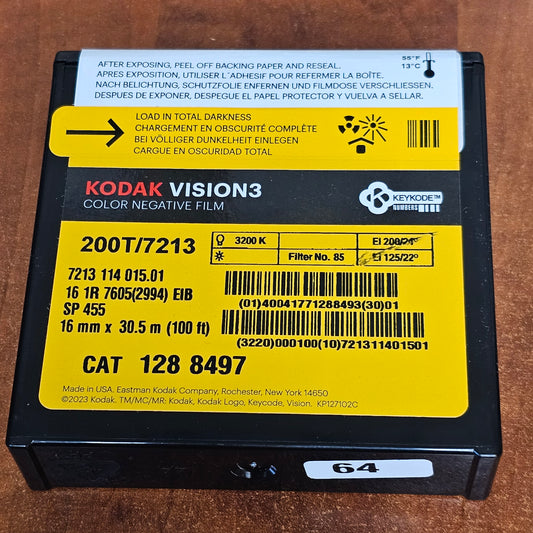 AFTER EXPOSING, PEEL OFF BACKING PAPER AND RESEAL.
APRES EXPOSITION, UTILISER L´ADHESIF POUR REFERMER LA BOÎTE.
NACH BELICHTUNG, SCHUTZFOLIE ENFERNEN UND FILMDOSE VERSCHLIESSEN.
DESPUES DE EXPONER, DESPEGUE EL PAPEL PROTECTOR Y VUELVA A SELLAR.
55°F
13°C
LOAD IN TOTAL DARKNESS
CHARGEMENT EN OBSCURITÉ COMPLÈTE
BEI VÖLLIGER DUNKELHEIT EINLEGEN
CARGUE EN OSCURIDAD TOTAL
KODAK VISION3
COLOR NEGATIVE FILM
KEYKODE™
NUMBERS
200T/7213
3200 K EI 200/24°
Filter No. 85 EI 125/22°
7213 114 015.01
16 1R 7605(2994) EIB
SP 455
16 mm x 30.5 m (100 ft)
(01)40041771288493(30)01
(3220)000100(10)721311401501
CAT 128 8497
Made in USA. Eastman Kodak Company, Rochester, New York 14650
©2023 Kodak. TM/MC/MR: Kodak, Kodak Logo, Keycode, Vision. KP127102C
64